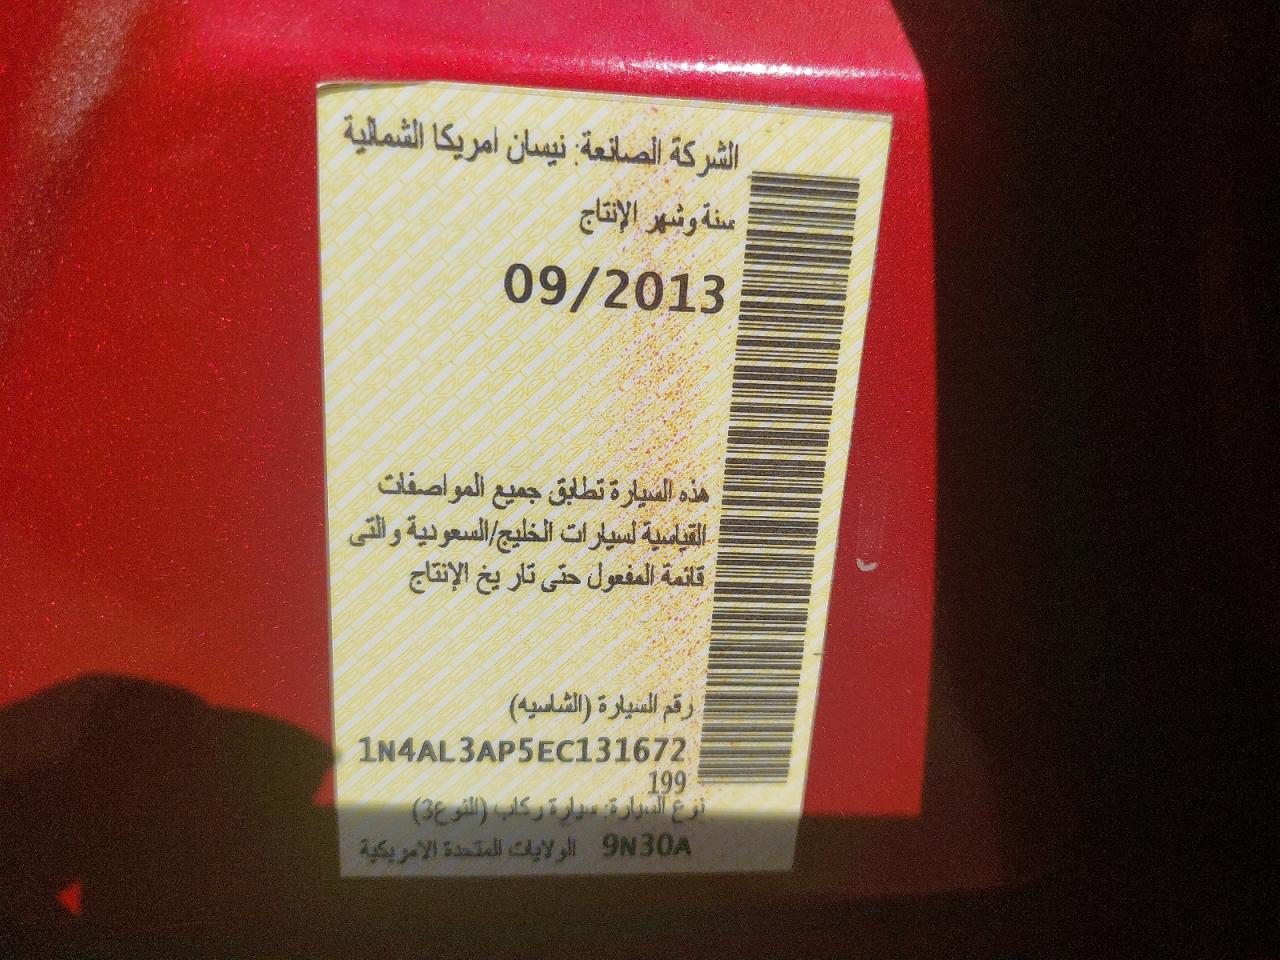 الشركة الصانعة: نيسان امريكا الشمالية
سنة وشهر الإنتاج
09/2013
هذه السيارة تطابق جميع المواصفات
القياسية لسيارات الخليج/السعودية والتى
قائمة المفعول حتى تاريخ الإنتاج
رقم السيارة (الشاسيه)
1N4AL3AP5EC131672
199
نوع السيارة: سيارة ركاب (النوع3)
9N30A الولايات المتحدة الامريكية